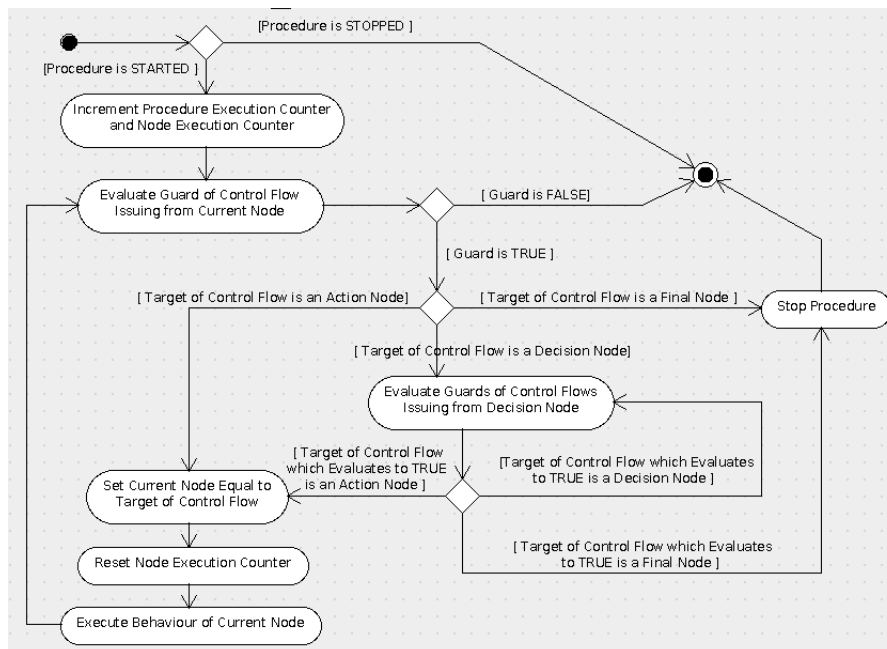 [Procedure is STOPPED ]
[Procedure is STARTED ]
Increment Procedure Execution Counter
and Node Execution Counter
Evaluate Guard of Control Flow
Issuing from Current Node
[ Guard is FALSE]
[ Guard is TRUE ]
[ Target of Control Flow is an Action Node]
[ Target of Control Flow is a Final Node ]
Stop Procedure
[ Target of Control Flow is a Decision Node]
Evaluate Guards of Control Flows
Issuing from Decision Node
[ Target of Control Flow
which Evaluates to TRUE
is an Action Node ]
[Target of Control Flow which Evaluates
to TRUE is a Decision Node ]
Set Current Node Equal to
Target of Control Flow
[ Target of Control Flow which Evaluates
to TRUE is a Final Node ]
Reset Node Execution Counter
Execute Behaviour of Current Node